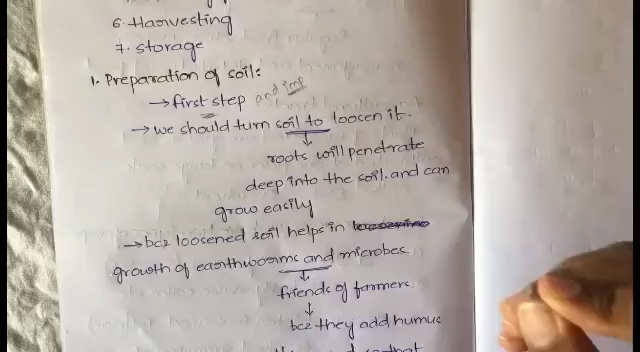 6. Harvesting
7. Storage
1. Preparation of soil:
→ first step and imp
→ we should turn soil to loosen it.
↓
roots will penetrate
deep into the soil. and can
grow easily
→ bcz loosened soil helps in
growth of earthworms and microbes.
↓
friends of farmers.
↓
bcz they add humus
that